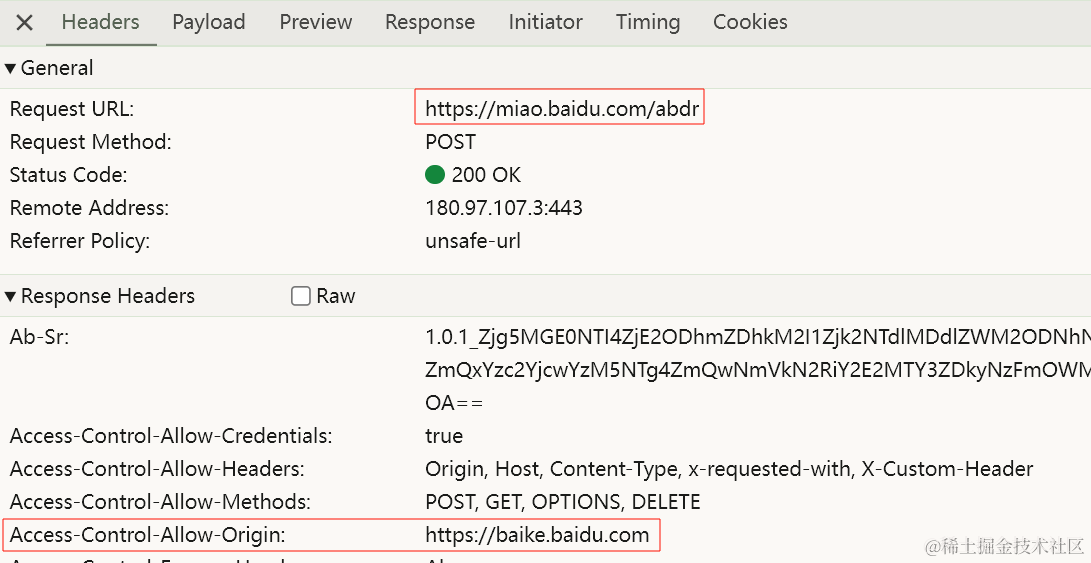 Headers Payload Preview Response Initiator Timing Cookies
General
Request URL: https://miao.baidu.com/abdr
Request Method: POST
Status Code: 200 OK
Remote Address: 180.97.107.3:443
Referrer Policy: unsafe-url
Response Headers Raw
Ab-Sr: 1.0.1_Zjg5MGE0NTI4ZjE2ODhmZDhkM2I1Zjk2NTdlMDdlZWM2ODNhN
ZmQxYzc2YjcwYzM5NTg4ZmQwNmVkN2RiY2E2MTY3ZDkyNzFmOWM
OA==
Access-Control-Allow-Credentials: true
Access-Control-Allow-Headers: Origin, Host, Content-Type, x-requested-with, X-Custom-Header
Access-Control-Allow-Methods: POST, GET, OPTIONS, DELETE
Access-Control-Allow-Origin: https://baike.baidu.com
@稀土掘金技术社区